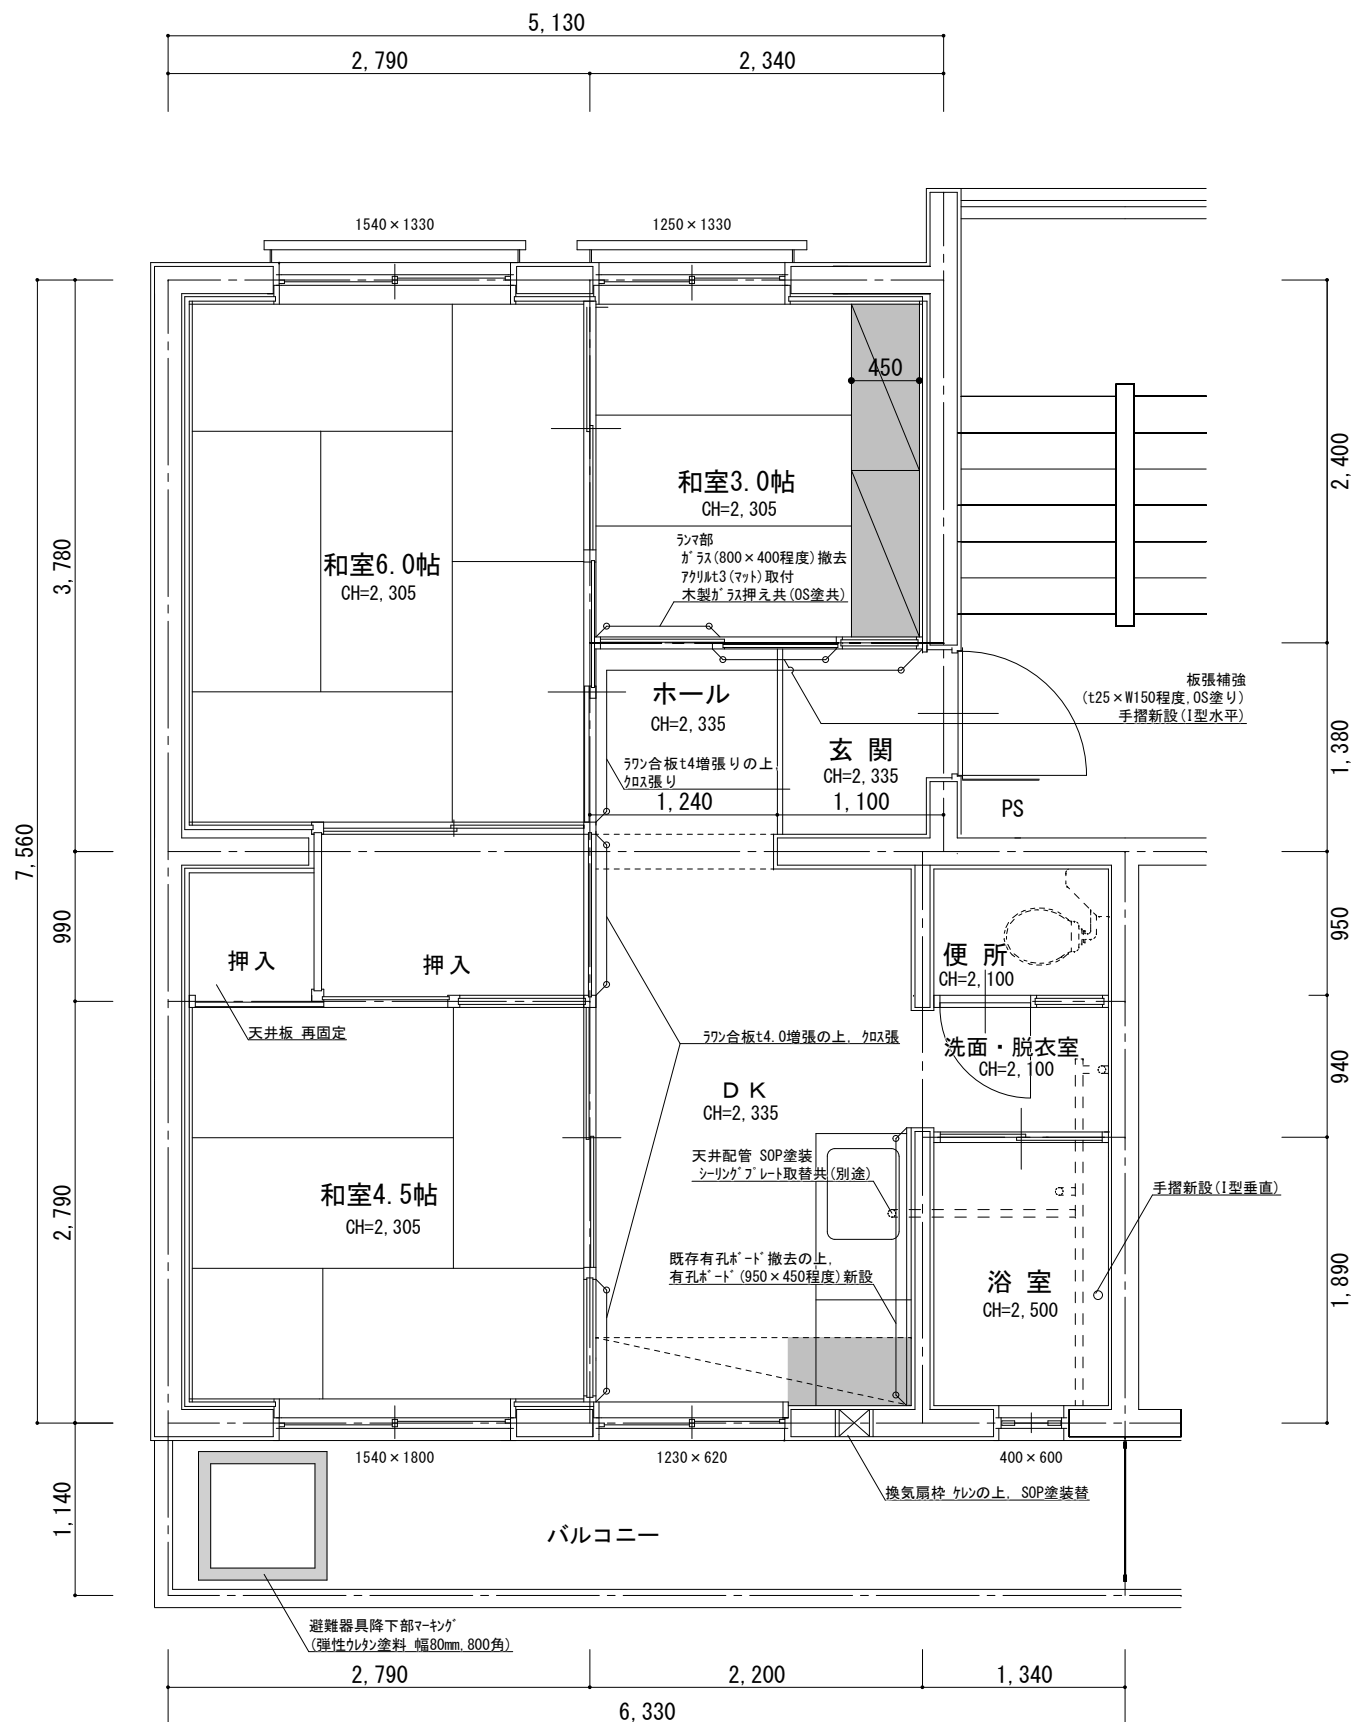 5,130
2,790
2,340
1540×1330
1250×1330
450
2,400
和室3.0帖
CH=2,305
ランマ部
ガラス(800×400程度)撤去
アクリルt3(マット)取付
木製ガラス押え共(OS塗共)
和室6.0帖
CH=2,305
3,780
7,560
ホール
CH=2,335
板張補強
(t25×W150程度,OS塗り)
手摺新設(I型水平)
玄 関
CH=2,335
ラワン合板t4増張りの上,
クロス張り
1,240
1,100
PS
1,380
990
押入
押入
便 所
CH=2,100
950
天井板 再固定
ラワン合板t4.0増張の上, クロス張
洗面・脱衣室
CH=2,100
940
DK
CH=2,335
天井配管 SOP塗装
シーリングプレート取替共(別途)
手摺新設(I型垂直)
和室4.5帖
CH=2,305
2,790
既存有孔ボード撤去の上,
有孔ボード(950×450程度)新設
浴 室
CH=2,500
1,890
1540×1800
1230×620
400×600
換気扇枠 ケレンの上, SOP塗装替
1,140
バルコニー
避難器具降下部マーキング
(弾性ウレタン塗料 幅80mm,800角)
2,790
2,200
1,340
6,330